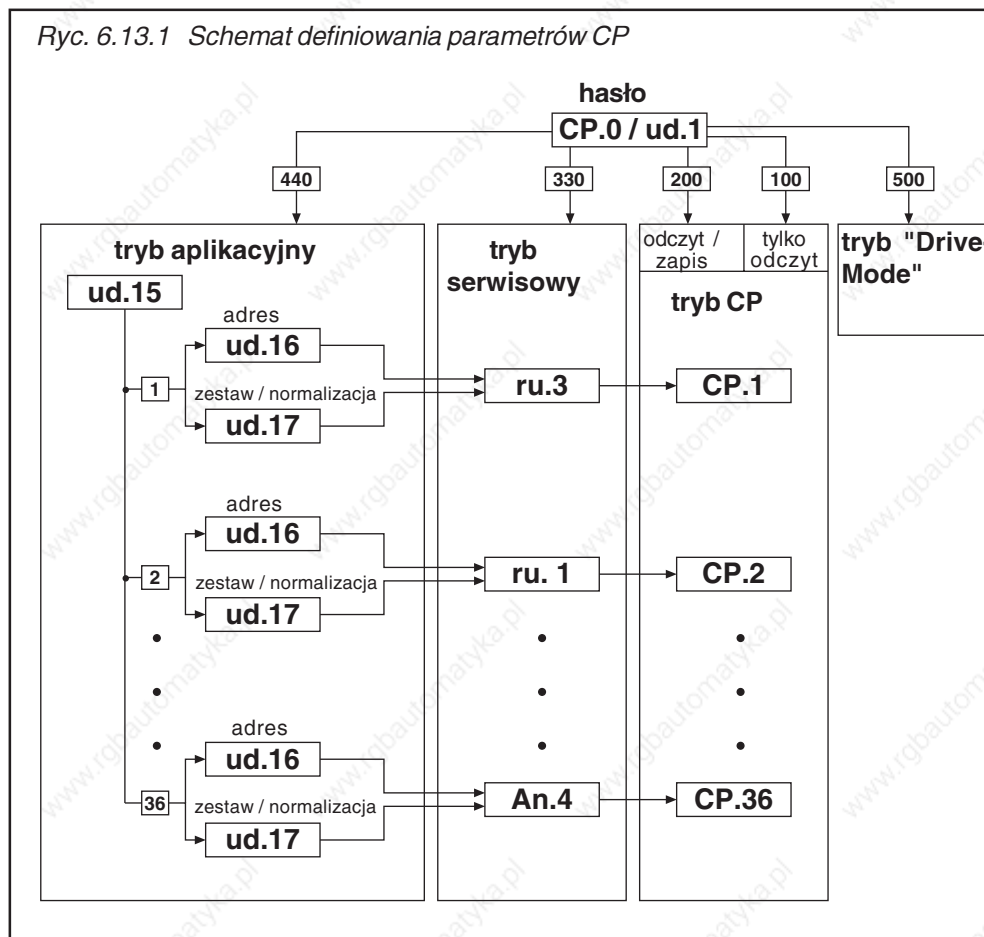 Ryc. 6.13.1 Schemat definiowania parametrów CP
hasło
CP.0 / ud.1
440
330
200
100
500
tryb aplikacyjny
ud.15
adres
ud.16
1
zestaw / normalizacja
ud.17
adres
ud.16
2
zestaw / normalizacja
ud.17
adres
ud.16
36
zestaw / normalizacja
ud.17
tryb
serwisowy
ru.3
ru. 1
An.4
odczyt /
zapis
tylko
odczyt
tryb CP
CP.1
CP.2
CP.36
tryb "Drive-
Mode"
www.rgbautomatyka.pl